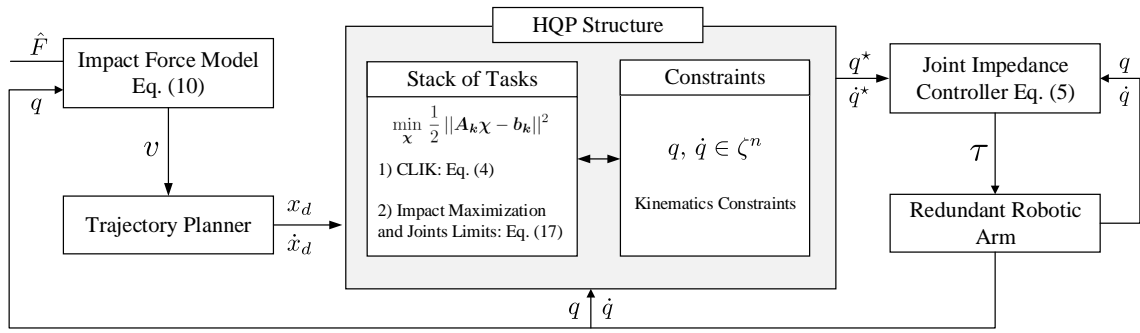 HQP Structure
F̂
q
Impact Force Model
Eq. (10)
v
Trajectory Planner
x_d
ẋ_d
Stack of Tasks
min_χ 1/2 ||A_k χ − b_k||²
1) CLIK: Eq. (4)
2) Impact Maximization
and Joints Limits: Eq. (17)
Constraints
q, q̇ ∈ ζⁿ
Kinematics Constraints
q⋆
q̇⋆
Joint Impedance
Controller Eq. (5)
q
q̇
τ
Redundant Robotic
Arm
q q̇